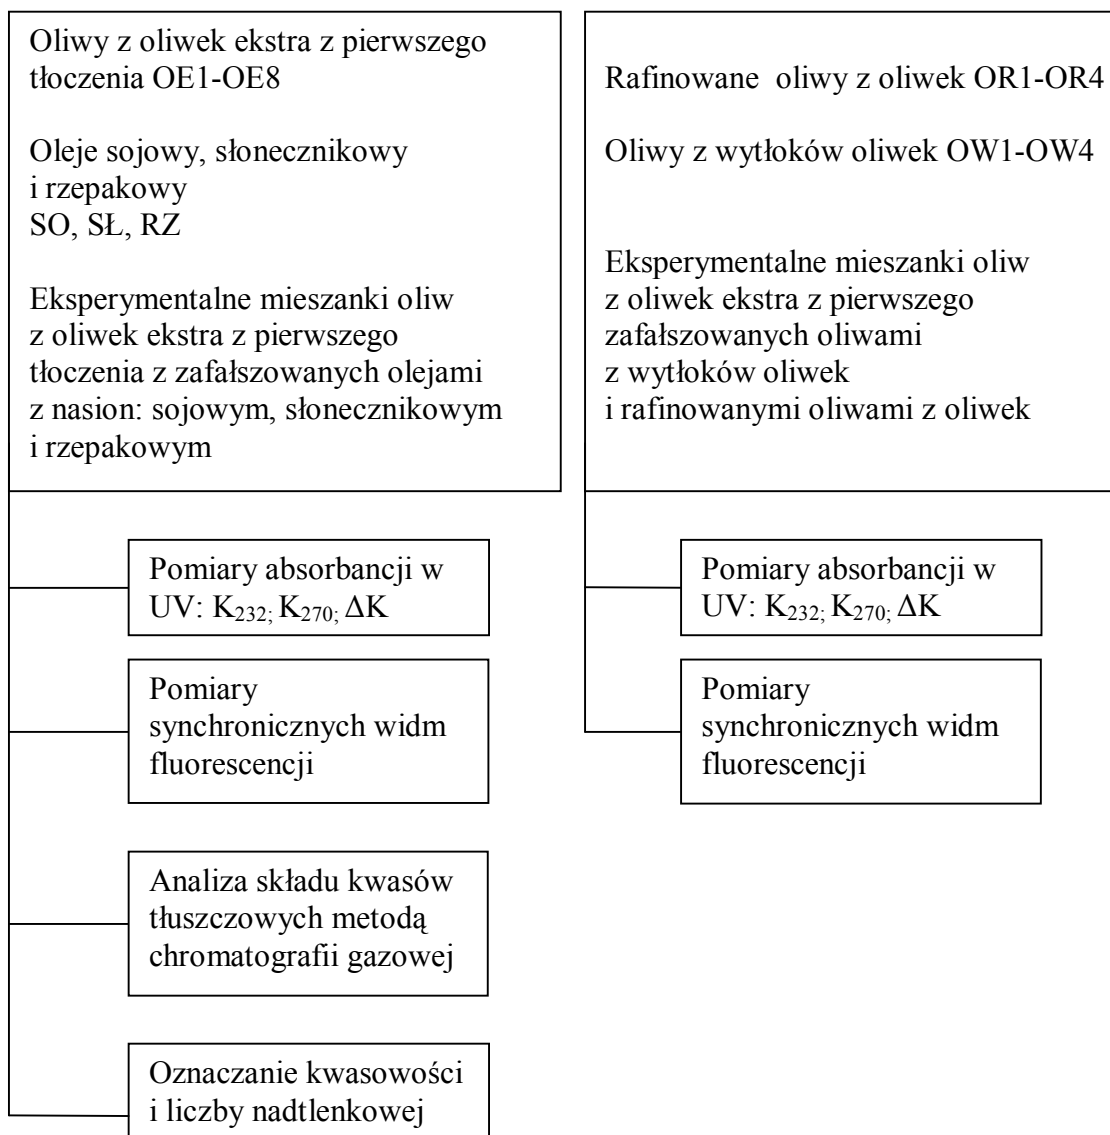 Oliwy z oliwek ekstra z pierwszego
tłoczenia OE1-OE8
Oleje sojowy, słonecznikowy
i rzepakowy
SO, SŁ, RZ
Eksperymentalne mieszanki oliw
z oliwek ekstra z pierwszego
tłoczenia z zafałszowanych olejami
z nasion: sojowym, słonecznikowym
i rzepakowym
Pomiary absorbancji w
UV: K232; K270; ΔK
Pomiary
synchronicznych widm
fluorescencji
Analiza składu kwasów
tłuszczowych metodą
chromatografii gazowej
Oznaczanie kwasowości
i liczby nadtlenkowej
Rafinowane oliwy z oliwek OR1-OR4
Oliwy z wytłoków oliwek OW1-OW4
Eksperymentalne mieszanki oliw
z oliwek ekstra z pierwszego
zafałszowanych oliwami
z wytłoków oliwek
i rafinowanymi oliwami z oliwek
Pomiary absorbancji w
UV: K232; K270; ΔK
Pomiary
synchronicznych widm
fluorescencji